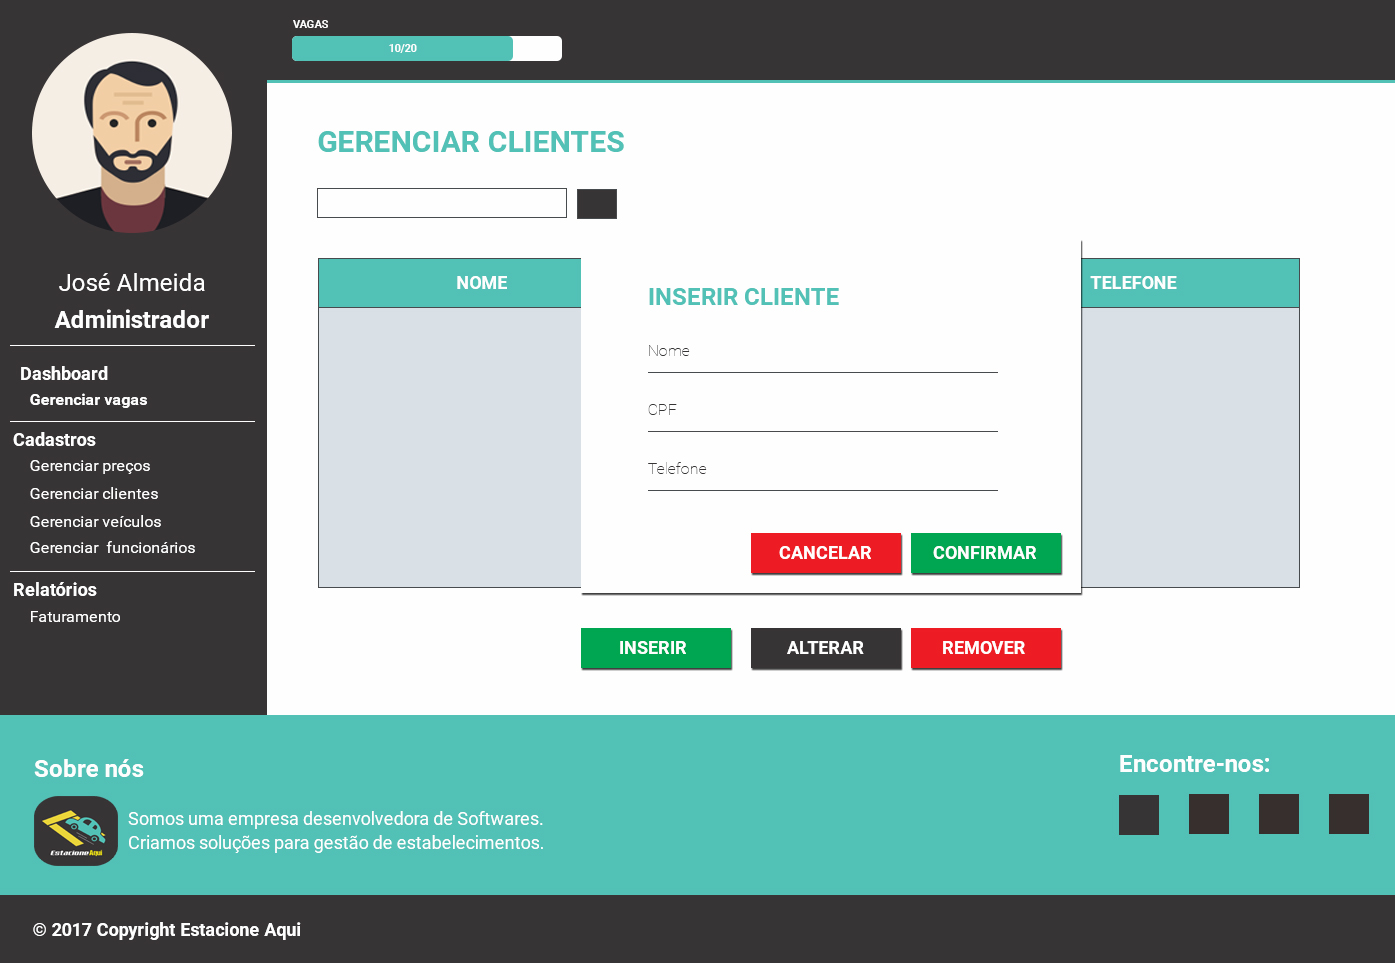 VAGAS
10/20
José Almeida
Administrador
Dashboard
Gerenciar vagas
Cadastros
Gerenciar preços
Gerenciar clientes
Gerenciar veículos
Gerenciar  funcionários
Relatórios
Faturamento
GERENCIAR CLIENTES
NOME
TELEFONE
INSERIR CLIENTE
Nome
CPF
Telefone
CANCELAR
CONFIRMAR
INSERIR
ALTERAR
REMOVER
Sobre nós
EstacioneAqui
Somos uma empresa desenvolvedora de Softwares.
Criamos soluções para gestão de estabelecimentos.
Encontre-nos:
© 2017 Copyright Estacione Aqui